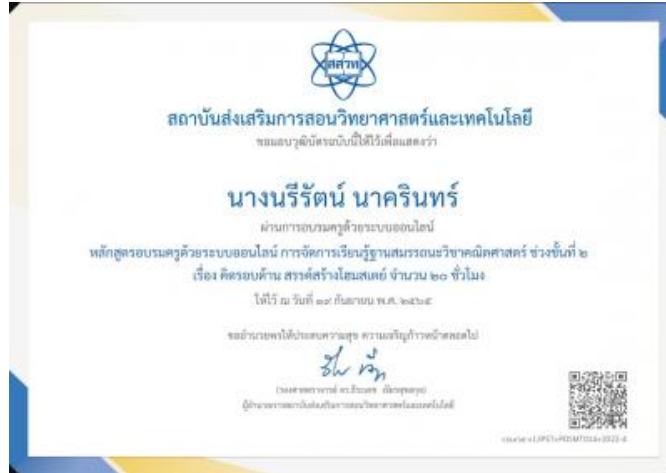 สสวท
สถาบันส่งเสริมการสอนวิทยาศาสตร์และเทคโนโลยี
ขอมอบวุฒิบัตรฉบับนี้ให้ไว้เพื่อแสดงว่า
นางนรีรัตน์ นาครินทร์
ผ่านการอบรมครูด้วยระบบออนไลน์
หลักสูตรอบรมครูด้วยระบบออนไลน์ การจัดการเรียนรู้ฐานสมรรถนะวิชาคณิตศาสตร์ ช่วงชั้นที่ ๒
เรื่อง คิดรอบด้าน สรรค์สร้างโฮมสเตย์ จำนวน ๒๐ ชั่วโมง
ให้ไว้ ณ วันที่ ๑๙ กันยายน พ.ศ. ๒๕๖๕
ขออำนวยพรให้ประสบความสุข ความเจริญก้าวหน้าตลอดไป
ผู้อำนวยการสถาบันส่งเสริมการสอนวิทยาศาสตร์และเทคโนโลยี